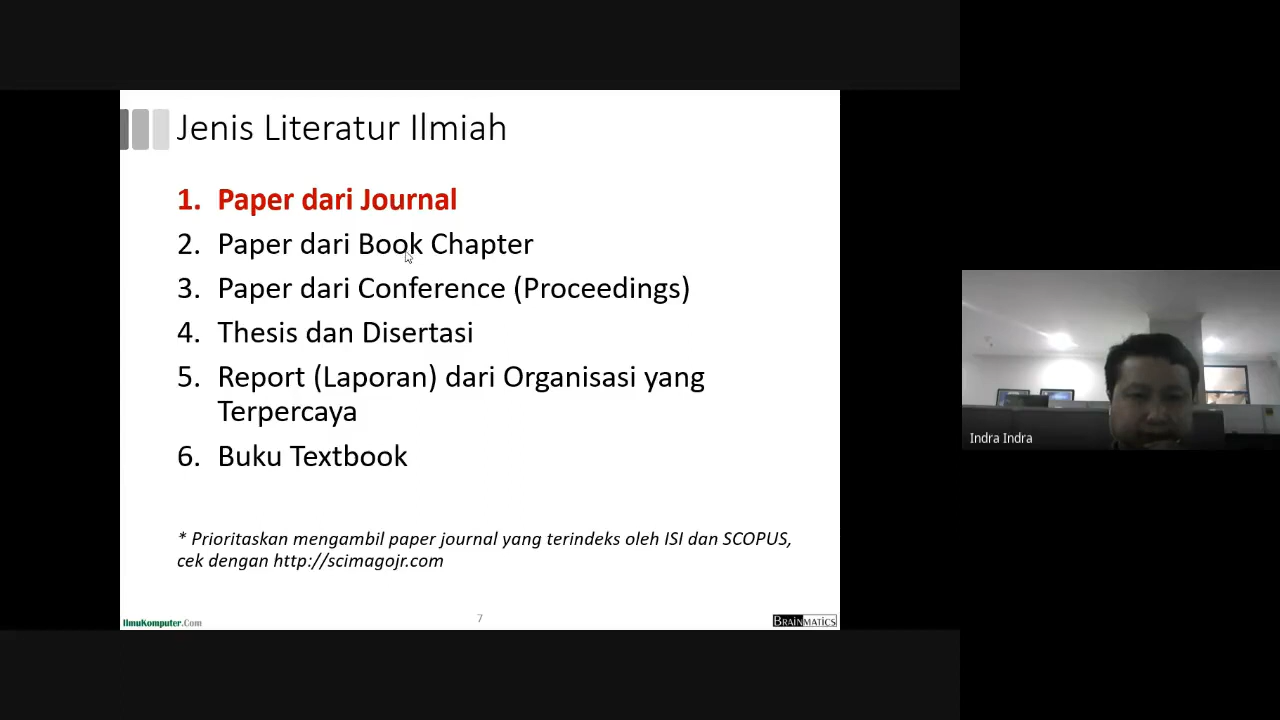 Jenis Literatur Ilmiah
1. Paper dari Journal
2. Paper dari Book Chapter
3. Paper dari Conference (Proceedings)
4. Thesis dan Disertasi
5. Report (Laporan) dari Organisasi yang
Terpercaya
6. Buku Textbook
* Prioritaskan mengambil paper journal yang terindeks oleh ISI dan SCOPUS,
cek dengan http://scimagojr.com
IlmuKomputer.Com
7
BRAINMATICS
Indra Indra